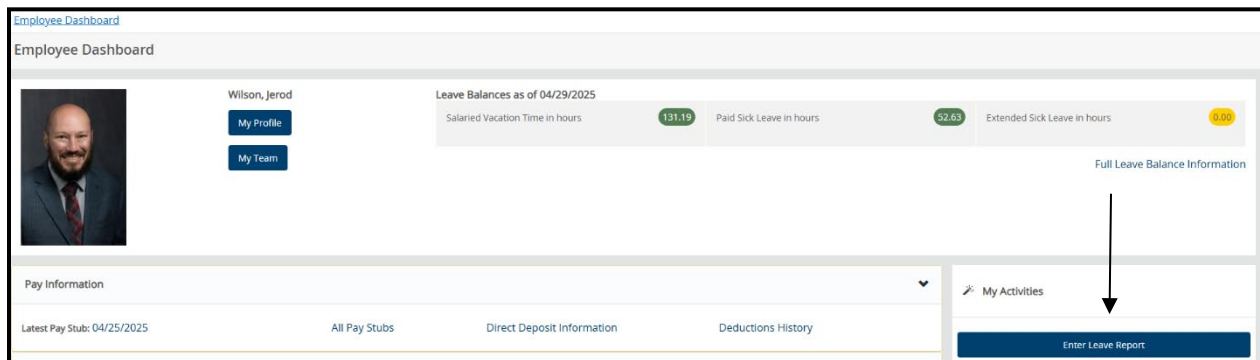 Employee Dashboard
Employee Dashboard
Wilson, Jerod
My Profile
My Team
Leave Balances as of 04/29/2025
Salaried Vacation Time in hours 131.19 Paid Sick Leave in hours 52.63 Extended Sick Leave in hours 0.00
Full Leave Balance Information
Pay Information
Latest Pay Stub: 04/25/2025 All Pay Stubs Direct Deposit Information Deductions History
My Activities
Enter Leave Report